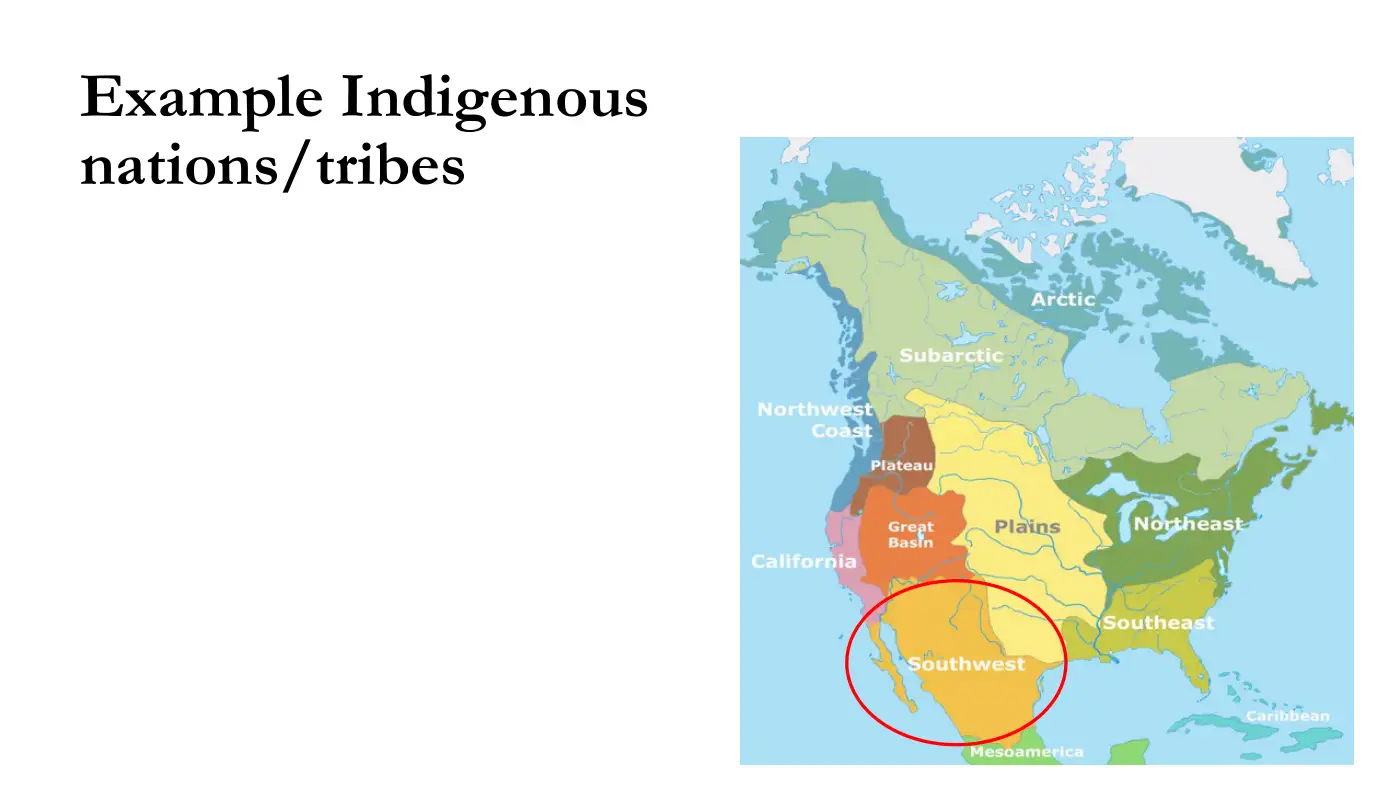 Example Indigenous
nations/tribes
Arctic
Subarctic
Northwest
Coast
Plateau
Great
Basin
Plains
Northeast
California
Southeast
Southwest
Caribbean
Mesoamerica